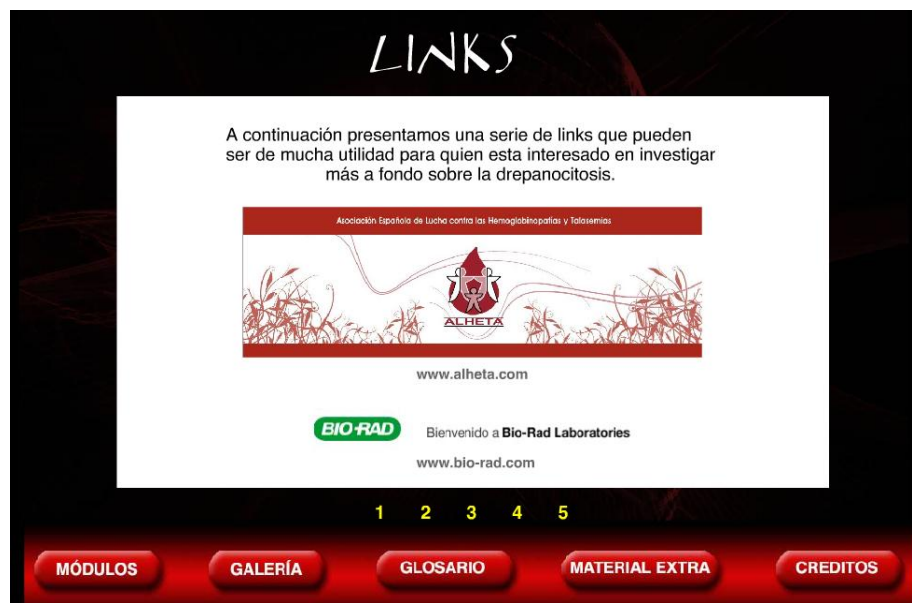 LINKS
A continuación presentamos una serie de links que pueden
ser de mucha utilidad para quien esta interesado en investigar
más a fondo sobre la drepanocitosis.
Asociación Española de Lucha contra las Hemoglobinopatías y Talasemias
ALHETA
www.alheta.com
BIO-RAD Bienvenido a Bio-Rad Laboratories
www.bio-rad.com
1 2 3 4 5
MÓDULOS GALERÍA GLOSARIO MATERIAL EXTRA CREDITOS